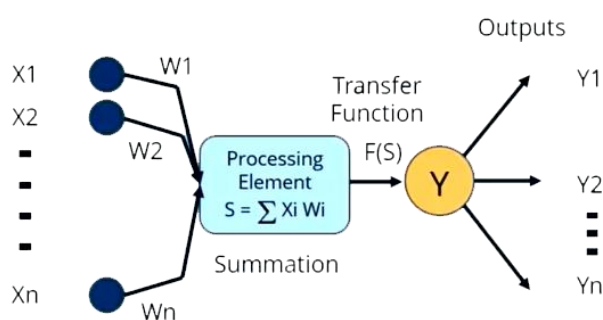 Outputs
X1
W1
Transfer
Function
Y1
X2
W2
Processing
Element
S = ∑ Xi Wi
F(S)
Y
Y2
Summation
Xn
Wn
Yn